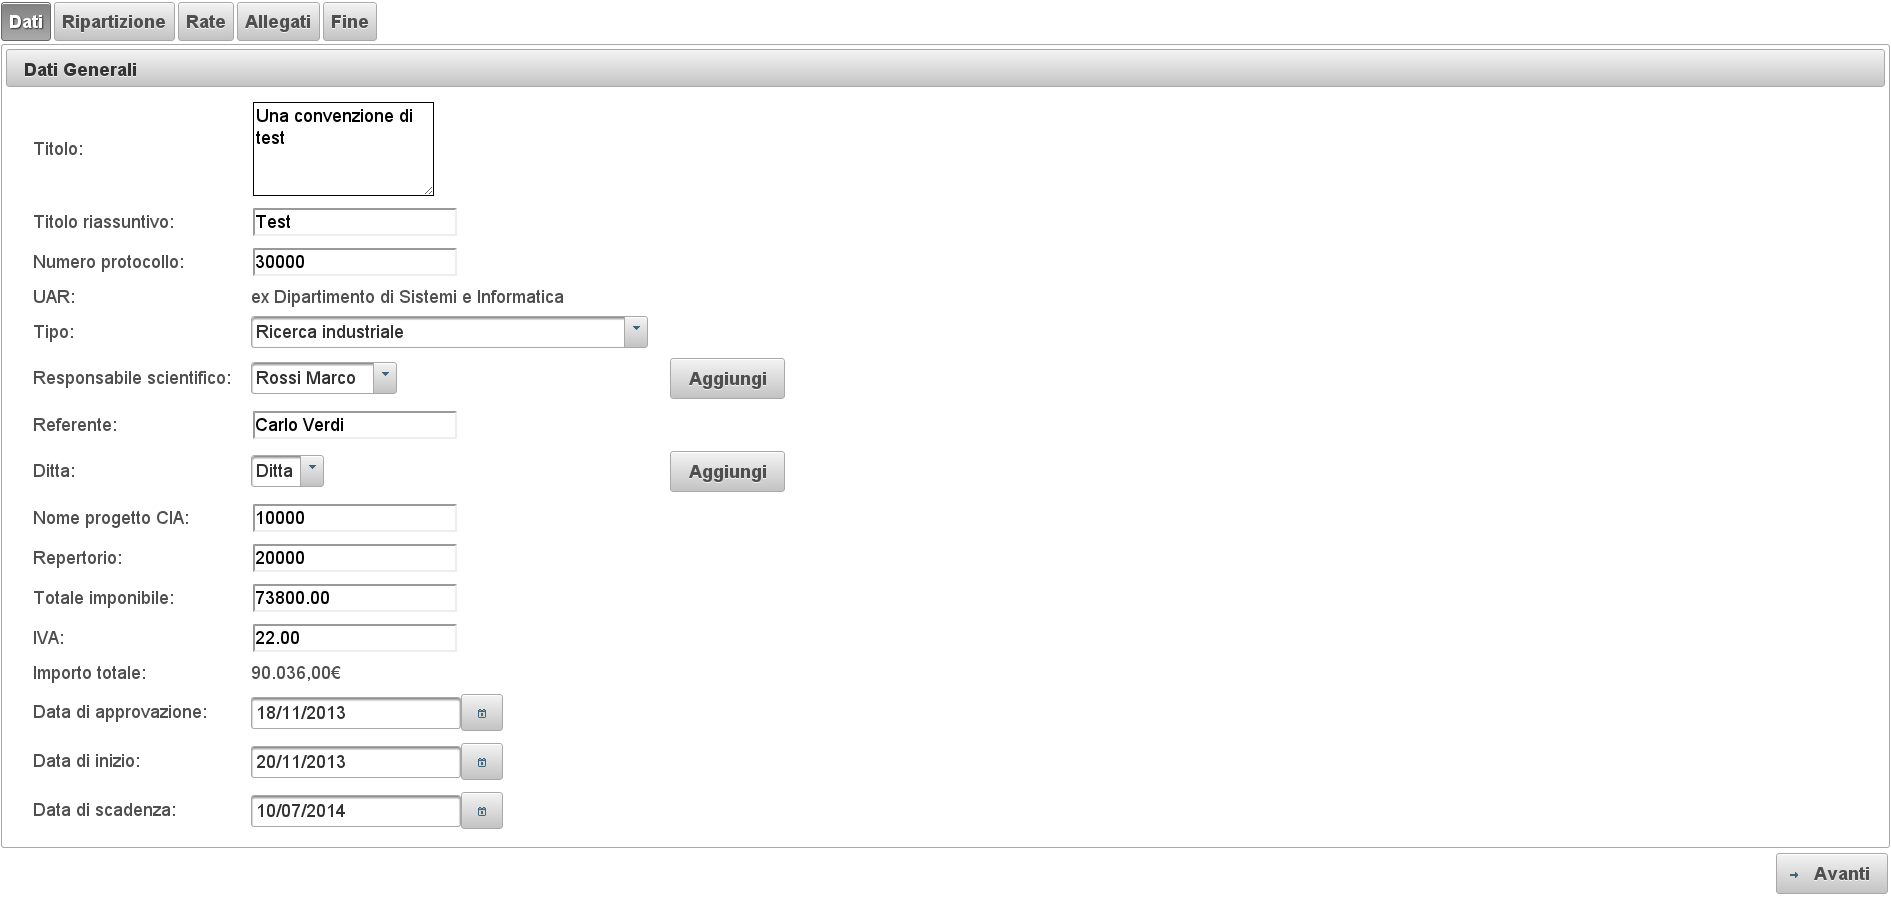 Dati Ripartizione Rate Allegati Fine
Dati Generali
Titolo:
Una convenzione di
test
Titolo riassuntivo: Test
Numero protocollo: 30000
UAR: ex Dipartimento di Sistemi e Informatica
Tipo: Ricerca industriale
Responsabile scientifico: Rossi Marco Aggiungi
Referente: Carlo Verdi
Ditta: Ditta Aggiungi
Nome progetto CIA: 10000
Repertorio: 20000
Totale imponibile: 73800.00
IVA: 22.00
Importo totale: 90.036,00€
Data di approvazione: 18/11/2013
Data di inizio: 20/11/2013
Data di scadenza: 10/07/2014
Avanti